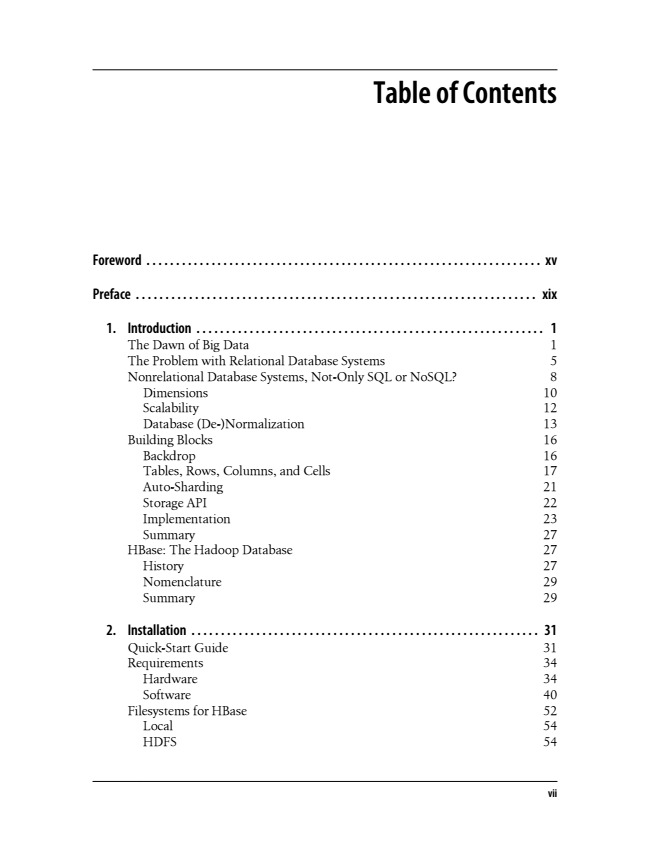 Table of Contents
Foreword . . . . . . . . . . . . . . . . . . . . . . . . . . . . . . . . . . . . . . . . . . . . . . . . . . . . . . . . . . . . . . . . . . . xv
Preface . . . . . . . . . . . . . . . . . . . . . . . . . . . . . . . . . . . . . . . . . . . . . . . . . . . . . . . . . . . . . . . . . . . . xix
1. Introduction . . . . . . . . . . . . . . . . . . . . . . . . . . . . . . . . . . . . . . . . . . . . . . . . . . . . . . . . . . . 1
The Dawn of Big Data 1
The Problem with Relational Database Systems 5
Nonrelational Database Systems, Not-Only SQL or NoSQL? 8
Dimensions 10
Scalability 12
Database (De-)Normalization 13
Building Blocks 16
Backdrop 16
Tables, Rows, Columns, and Cells 17
Auto-Sharding 21
Storage API 22
Implementation 23
Summary 27
HBase: The Hadoop Database 27
History 27
Nomenclature 29
Summary 29
2. Installation . . . . . . . . . . . . . . . . . . . . . . . . . . . . . . . . . . . . . . . . . . . . . . . . . . . . . . . . . . . 31
Quick-Start Guide 31
Requirements 34
Hardware 34
Software 40
Filesystems for HBase 52
Local 54
HDFS 54
vii